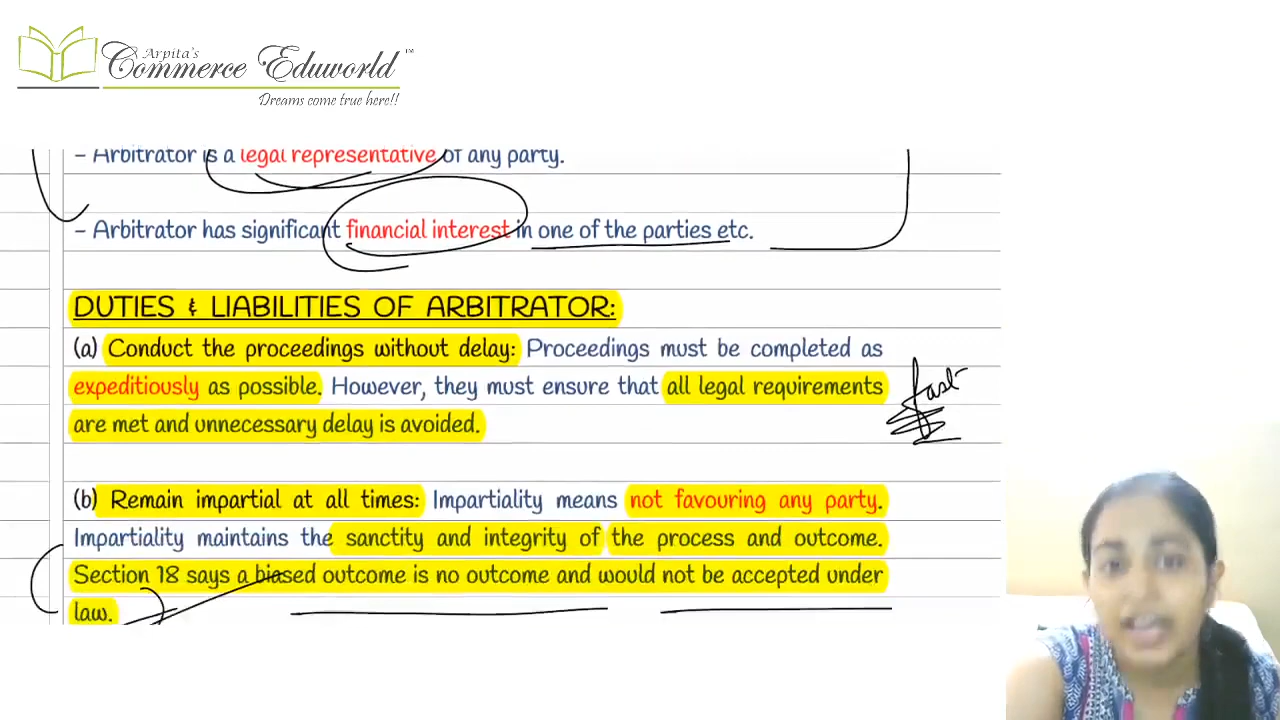 Arpita's
Commerce Eduworld™
Dreams come true here!!
- Arbitrator is a legal representative of any party.
- Arbitrator has significant financial interest in one of the parties etc.
DUTIES & LIABILITIES OF ARBITRATOR:
(a) Conduct the proceedings without delay: Proceedings must be completed as
expeditiously as possible. However, they must ensure that all legal requirements
are met and unnecessary delay is avoided.
fast
(b) Remain impartial at all times: Impartiality means not favouring any party.
Impartiality maintains the sanctity and integrity of the process and outcome.
Section 18 says a biased outcome is no outcome and would not be accepted under
law.